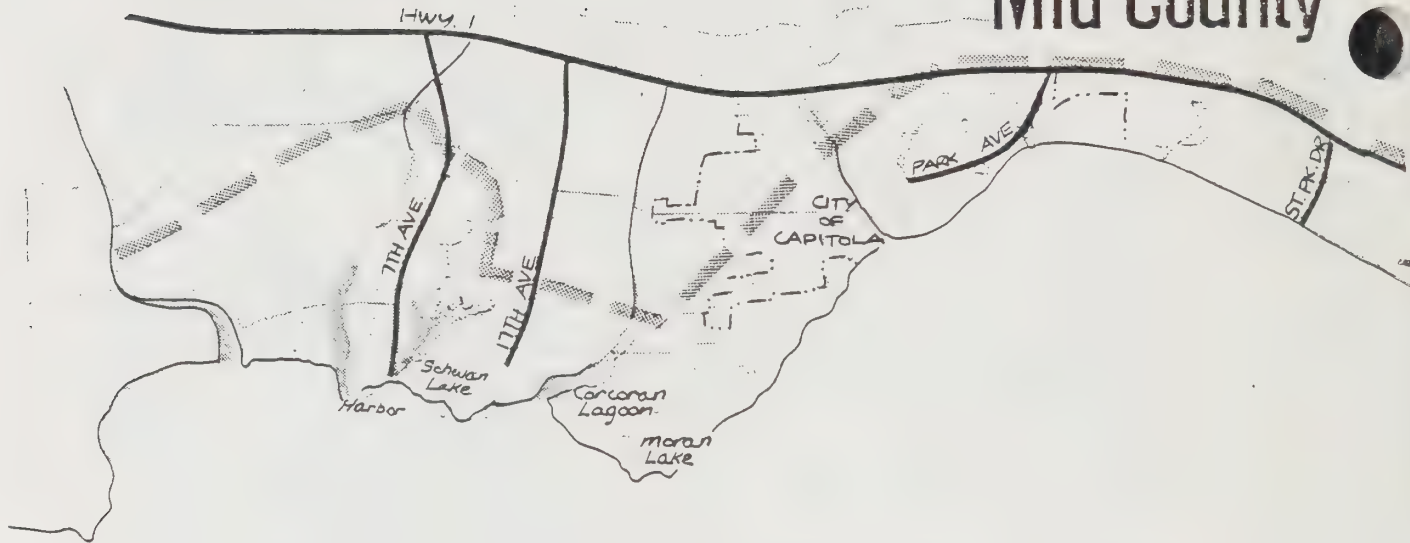 Mid County
HWY. 1
PARK AVE
ST. PK. DR.
7TH AVE.
17TH AVE.
CITY
OF
CAPITOLA
Schwan
Lake
Harbor
Corcoran
Lagoon
Moran
Lake